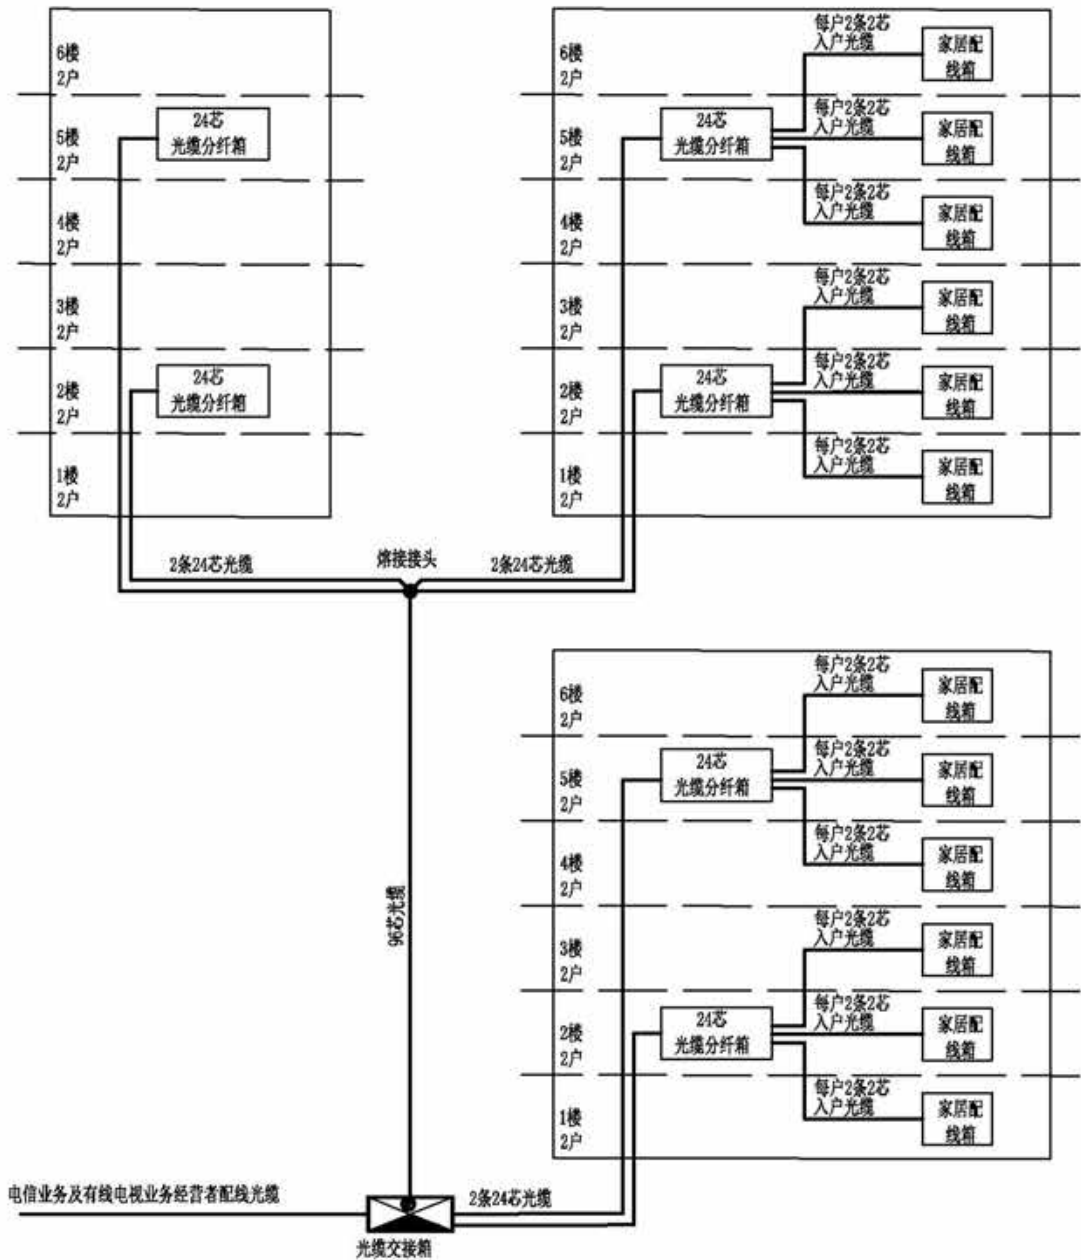 6楼
2户
24芯
光缆分纤箱
5楼
2户
4楼
2户
3楼
2户
24芯
光缆分纤箱
2楼
2户
1楼
2户
每户2条2芯
入户光缆
家居配
线箱
6楼
2户
每户2条2芯
入户光缆
家居配
线箱
24芯
光缆分纤箱
5楼
2户
每户2条2芯
入户光缆
家居配
线箱
4楼
2户
每户2条2芯
入户光缆
家居配
线箱
3楼
2户
每户2条2芯
入户光缆
家居配
线箱
24芯
光缆分纤箱
2楼
2户
每户2条2芯
入户光缆
家居配
线箱
1楼
2户
2条24芯光缆
熔接接头
2条24芯光缆
96芯光缆
每户2条2芯
入户光缆
家居配
线箱
6楼
2户
每户2条2芯
入户光缆
家居配
线箱
24芯
光缆分纤箱
5楼
2户
每户2条2芯
入户光缆
家居配
线箱
4楼
2户
每户2条2芯
入户光缆
家居配
线箱
3楼
2户
每户2条2芯
入户光缆
家居配
线箱
24芯
光缆分纤箱
2楼
2户
每户2条2芯
入户光缆
家居配
线箱
1楼
2户
电信业务及有线电视业务经营者配线光缆
2条24芯光缆
光缆交接箱